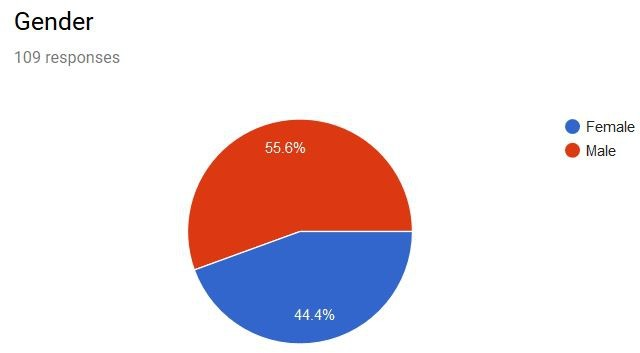 Gender
109 responses
Female
Male
55.6%
44.4%